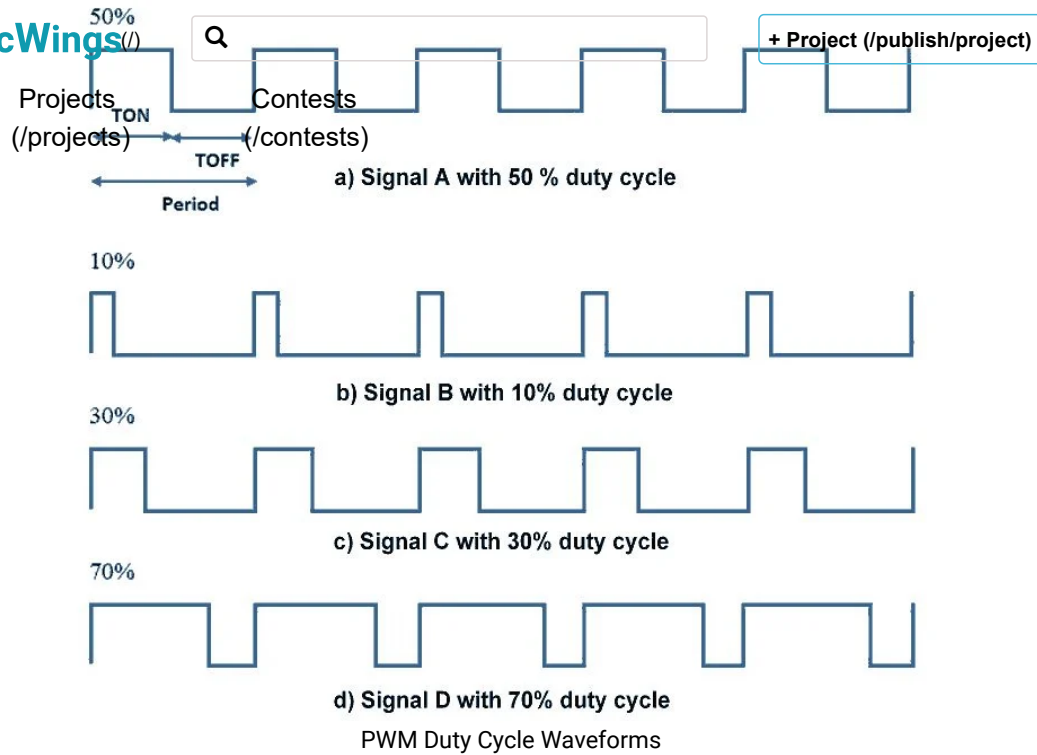 50%
cWings(/)
+ Project (/publish/project)
Projects
(/projects)
Contests
(/contests)
TON
TOFF
Period
a) Signal A with 50 % duty cycle
10%
b) Signal B with 10% duty cycle
30%
c) Signal C with 30% duty cycle
70%
d) Signal D with 70% duty cycle
PWM Duty Cycle Waveforms